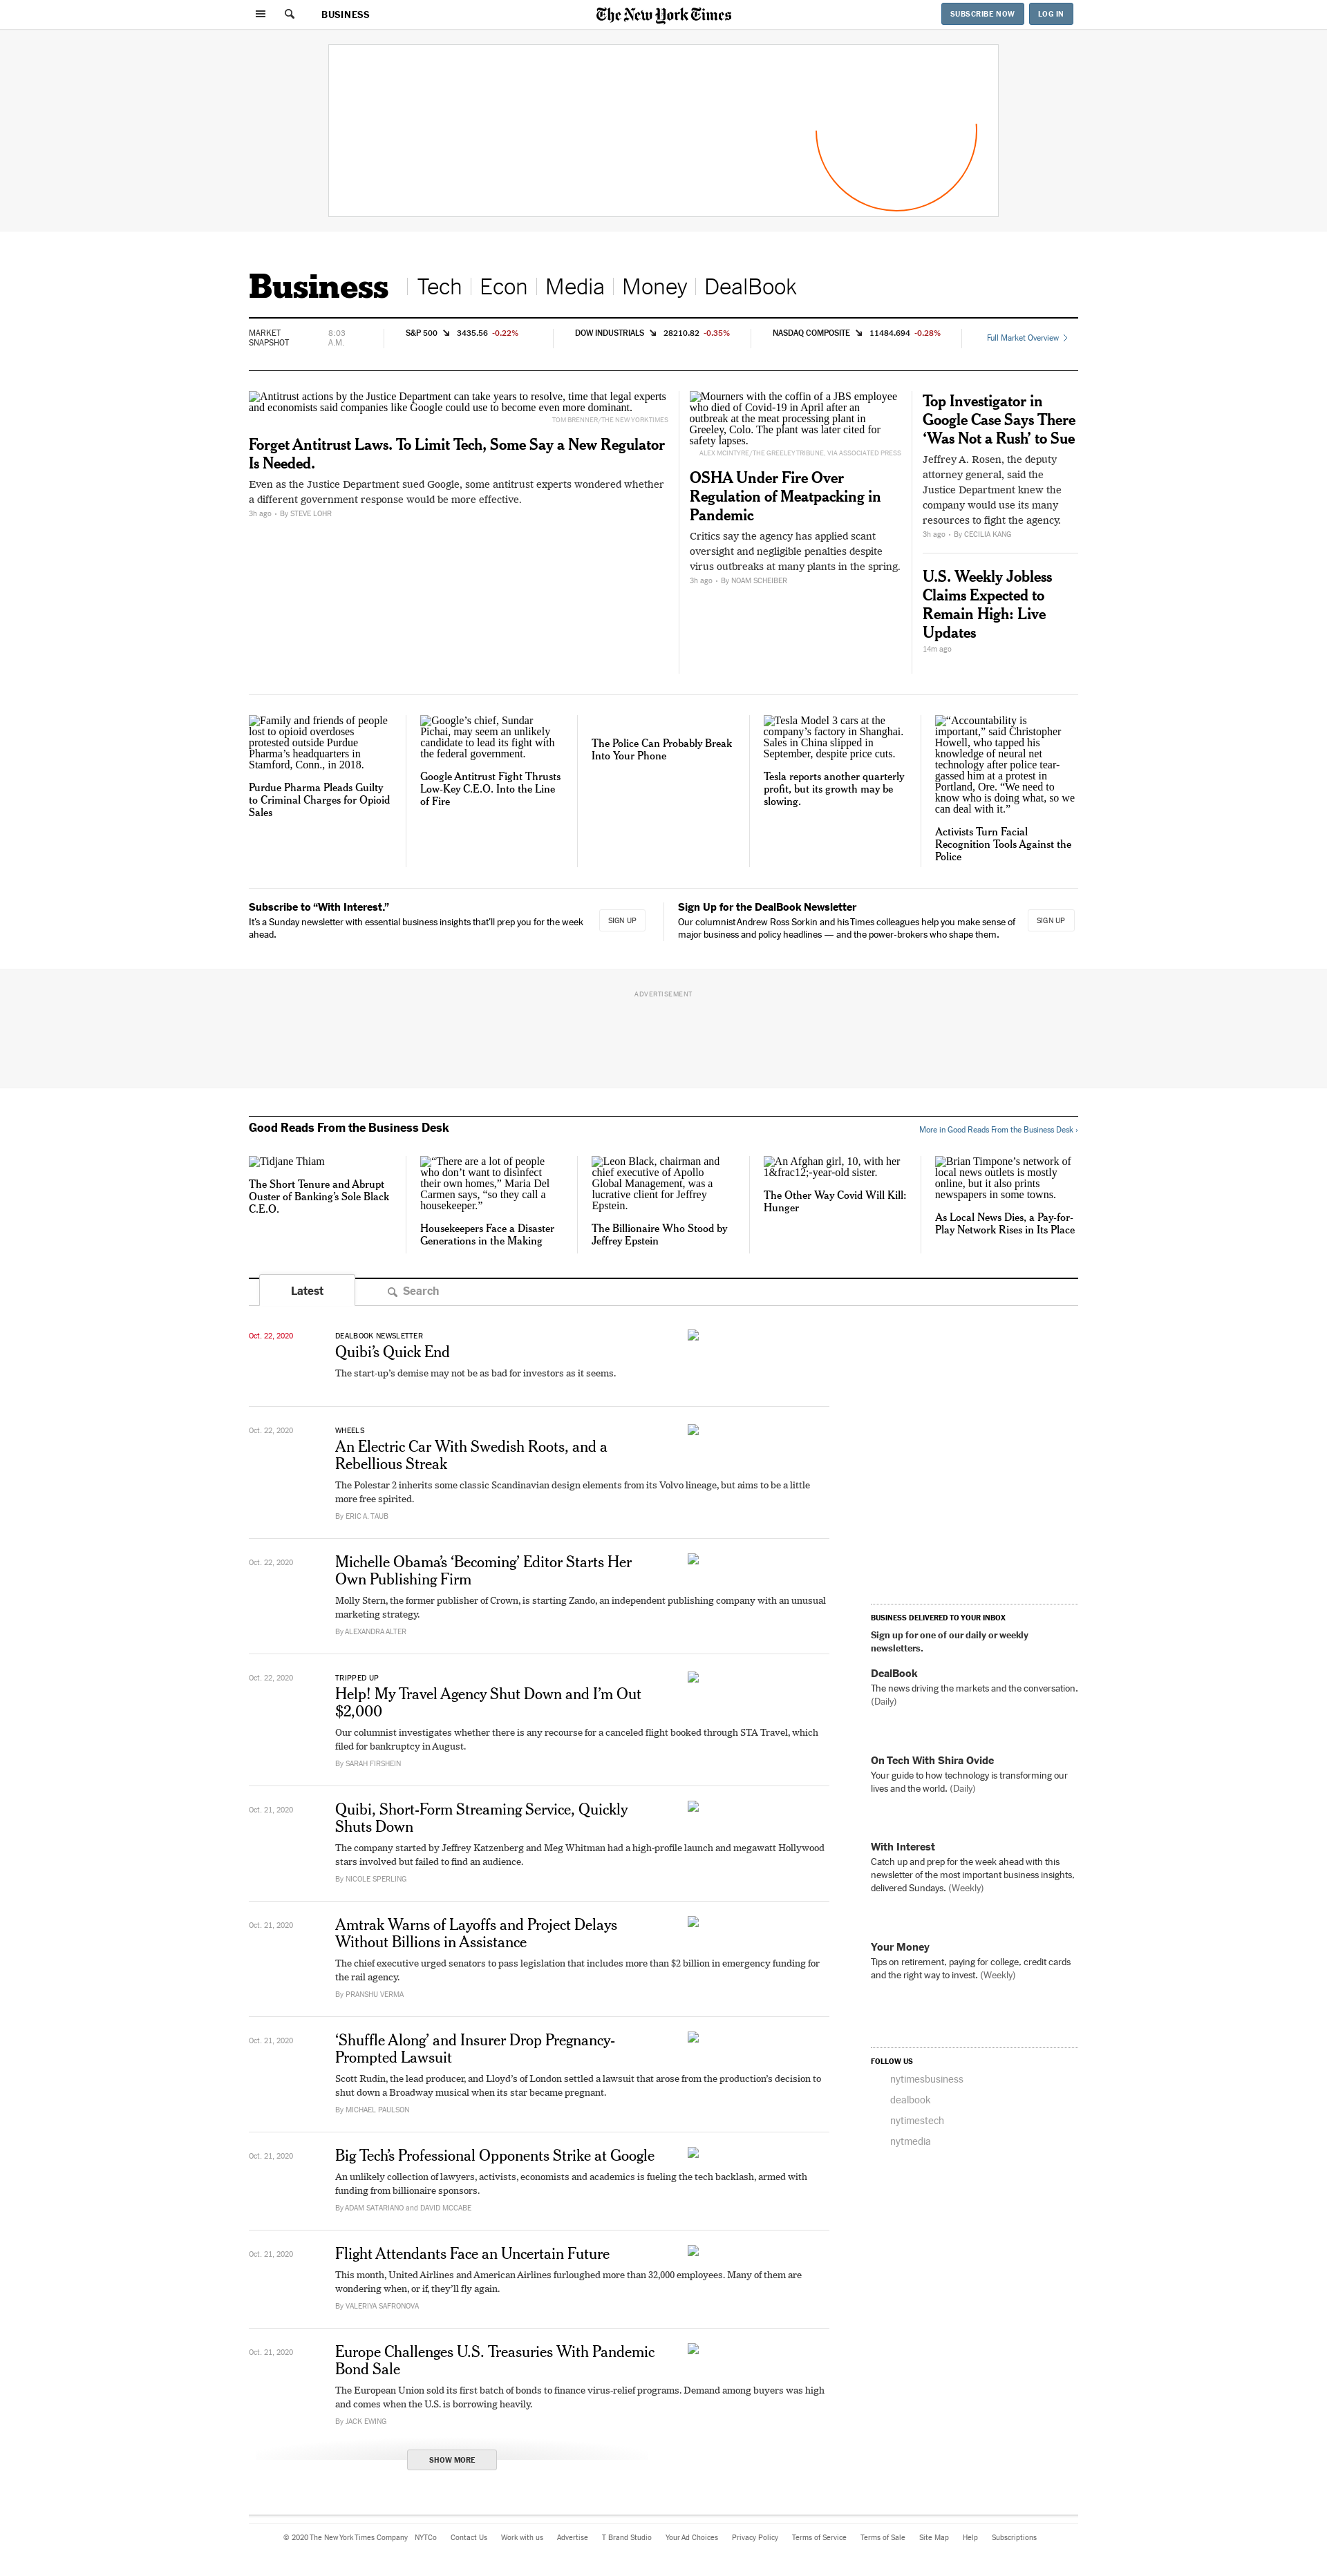 BUSINESS
The New York Times
SUBSCRIBE NOW
LOG IN
Business
Tech
Econ
Media
Money
DealBook
MARKET
SNAPSHOT
8:03
A.M.
S&P 500 3435.56 -0.22%
DOW INDUSTRIALS 28210.82 -0.35%
NASDAQ COMPOSITE 11484.694 -0.28%
Full Market Overview
Antitrust actions by the Justice Department can take years to resolve, time that legal experts
and economists said companies like Google could use to become even more dominant.
TOM BRENNER/THE NEW YORK TIMES
Forget Antitrust Laws. To Limit Tech, Some Say a New Regulator
Is Needed.
Even as the Justice Department sued Google, some antitrust experts wondered whether
a different government response would be more effective.
3h ago • By STEVE LOHR
Mourners with the coffin of a JBS employee
who died of Covid-19 in April after an
outbreak at the meat processing plant in
Greeley, Colo. The plant was later cited for
safety lapses.
ALEX MCINTYRE/THE GREELEY TRIBUNE, VIA ASSOCIATED PRESS
OSHA Under Fire Over
Regulation of Meatpacking in
Pandemic
Critics say the agency has applied scant
oversight and negligible penalties despite
virus outbreaks at many plants in the spring.
3h ago • By NOAM SCHEIBER
Top Investigator in
Google Case Says There
‘Was Not a Rush’ to Sue
Jeffrey A. Rosen, the deputy
attorney general, said the
Justice Department knew the
company would use its many
resources to fight the agency.
3h ago • By CECILIA KANG
U.S. Weekly Jobless
Claims Expected to
Remain High: Live
Updates
14m ago
Family and friends of people
lost to opioid overdoses
protested outside Purdue
Pharma’s headquarters in
Stamford, Conn., in 2018.
Purdue Pharma Pleads Guilty
to Criminal Charges for Opioid
Sales
Google’s chief, Sundar
Pichai, may seem an unlikely
candidate to lead its fight with
the federal government.
Google Antitrust Fight Thrusts
Low-Key C.E.O. Into the Line
of Fire
The Police Can Probably Break
Into Your Phone
Tesla Model 3 cars at the
company’s factory in Shanghai.
Sales in China slipped in
September, despite price cuts.
Tesla reports another quarterly
profit, but its growth may be
slowing.
“Accountability is
important,” said Christopher
Howell, who tapped his
knowledge of neural net
technology after police tear-
gassed him at a protest in
Portland, Ore. “We need to
know who is doing what, so we
can deal with it.”
Activists Turn Facial
Recognition Tools Against the
Police
Subscribe to “With Interest.”
It’s a Sunday newsletter with essential business insights that’ll prep you for the week
ahead.
SIGN UP
Sign Up for the DealBook Newsletter
Our columnist Andrew Ross Sorkin and his Times colleagues help you make sense of
major business and policy headlines — and the power-brokers who shape them.
SIGN UP
ADVERTISEMENT
Good Reads From the Business Desk
More in Good Reads From the Business Desk ›
Tidjane Thiam
The Short Tenure and Abrupt
Ouster of Banking’s Sole Black
C.E.O.
“There are a lot of people
who don’t want to disinfect
their own homes,” Maria Del
Carmen says, “so they call a
housekeeper.”
Housekeepers Face a Disaster
Generations in the Making
Leon Black, chairman and
chief executive of Apollo
Global Management, was a
lucrative client for Jeffrey
Epstein.
The Billionaire Who Stood by
Jeffrey Epstein
An Afghan girl, 10, with her
1&frac12;-year-old sister.
The Other Way Covid Will Kill:
Hunger
Brian Timpone’s network of
local news outlets is mostly
online, but it also prints
newspapers in some towns.
As Local News Dies, a Pay-for-
Play Network Rises in Its Place
Latest
Search
Oct. 22, 2020
DEALBOOK NEWSLETTER
Quibi’s Quick End
The start-up’s demise may not be as bad for investors as it seems.
Oct. 22, 2020
WHEELS
An Electric Car With Swedish Roots, and a
Rebellious Streak
The Polestar 2 inherits some classic Scandinavian design elements from its Volvo lineage, but aims to be a little
more free spirited.
By ERIC A. TAUB
Oct. 22, 2020
Michelle Obama’s ‘Becoming’ Editor Starts Her
Own Publishing Firm
Molly Stern, the former publisher of Crown, is starting Zando, an independent publishing company with an unusual
marketing strategy.
By ALEXANDRA ALTER
Oct. 22, 2020
TRIPPED UP
Help! My Travel Agency Shut Down and I’m Out
$2,000
Our columnist investigates whether there is any recourse for a canceled flight booked through STA Travel, which
filed for bankruptcy in August.
By SARAH FIRSHEIN
Oct. 21, 2020
Quibi, Short-Form Streaming Service, Quickly
Shuts Down
The company started by Jeffrey Katzenberg and Meg Whitman had a high-profile launch and megawatt Hollywood
stars involved but failed to find an audience.
By NICOLE SPERLING
Oct. 21, 2020
Amtrak Warns of Layoffs and Project Delays
Without Billions in Assistance
The chief executive urged senators to pass legislation that includes more than $2 billion in emergency funding for
the rail agency.
By PRANSHU VERMA
Oct. 21, 2020
‘Shuffle Along’ and Insurer Drop Pregnancy-
Prompted Lawsuit
Scott Rudin, the lead producer, and Lloyd’s of London settled a lawsuit that arose from the production’s decision to
shut down a Broadway musical when its star became pregnant.
By MICHAEL PAULSON
Oct. 21, 2020
Big Tech’s Professional Opponents Strike at Google
An unlikely collection of lawyers, activists, economists and academics is fueling the tech backlash, armed with
funding from billionaire sponsors.
By ADAM SATARIANO and DAVID MCCABE
Oct. 21, 2020
Flight Attendants Face an Uncertain Future
This month, United Airlines and American Airlines furloughed more than 32,000 employees. Many of them are
wondering when, or if, they’ll fly again.
By VALERIYA SAFRONOVA
Oct. 21, 2020
Europe Challenges U.S. Treasuries With Pandemic
Bond Sale
The European Union sold its first batch of bonds to finance virus-relief programs. Demand among buyers was high
and comes when the U.S. is borrowing heavily.
By JACK EWING
SHOW MORE
BUSINESS DELIVERED TO YOUR INBOX
Sign up for one of our daily or weekly
newsletters.
DealBook
The news driving the markets and the conversation.
(Daily)
On Tech With Shira Ovide
Your guide to how technology is transforming our
lives and the world. (Daily)
With Interest
Catch up and prep for the week ahead with this
newsletter of the most important business insights,
delivered Sundays. (Weekly)
Your Money
Tips on retirement, paying for college, credit cards
and the right way to invest. (Weekly)
FOLLOW US
nytimesbusiness
dealbook
nytimestech
nytmedia
© 2020 The New York Times Company NYTCo Contact Us Work with us Advertise T Brand Studio Your Ad Choices Privacy Policy Terms of Service Terms of Sale Site Map Help Subscriptions